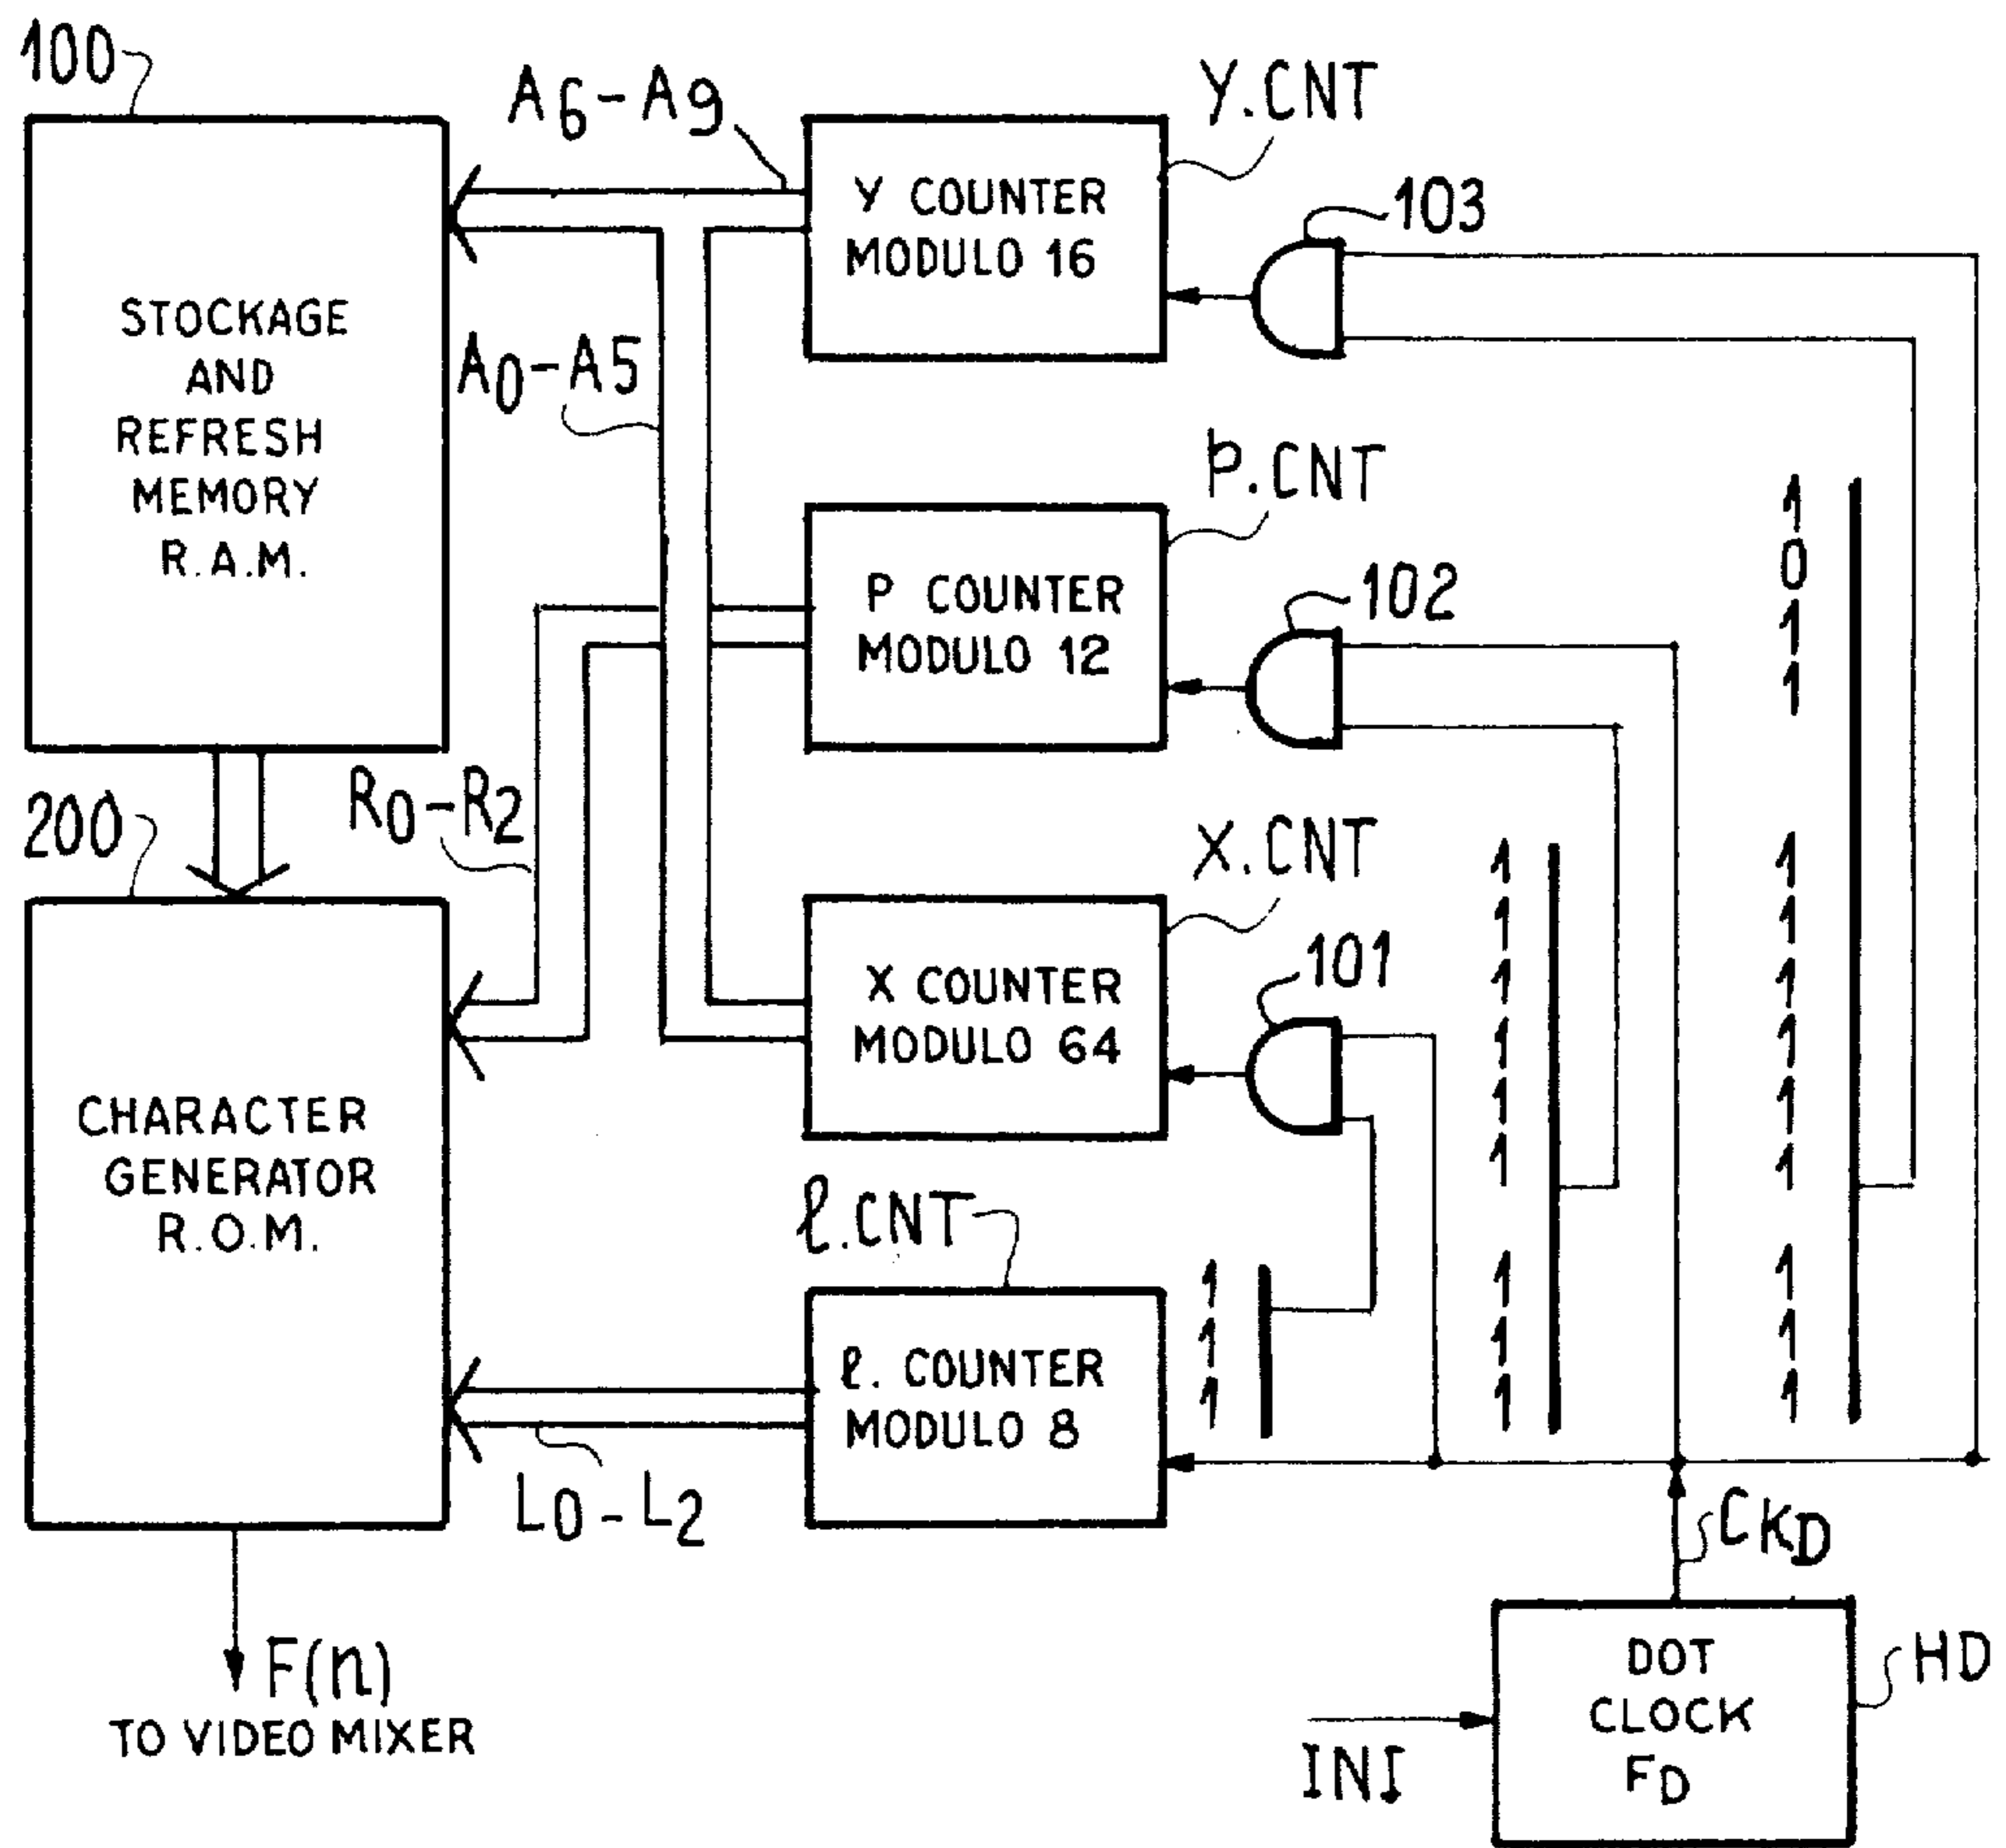 100
A6-A9
Y.CNT
Y COUNTER
MODULO 16
103
STOCKAGE
AND
REFRESH
MEMORY
R.A.M.
A0-A5
P.CNT
P COUNTER
MODULO 12
102
1
0
1
1
R0-R2
200
X.CNT
X COUNTER
MODULO 64
101
1
1
1
1
1
1
1
1
1
1
1
1
CHARACTER
GENERATOR
R.O.M.
ℓ.CNT
ℓ. COUNTER
MODULO 8
1
1
1
1
1
1
1
1
1
L0-L2
CKD
F(n)
TO VIDEO MIXER
INI
DOT
CLOCK
FD
HD